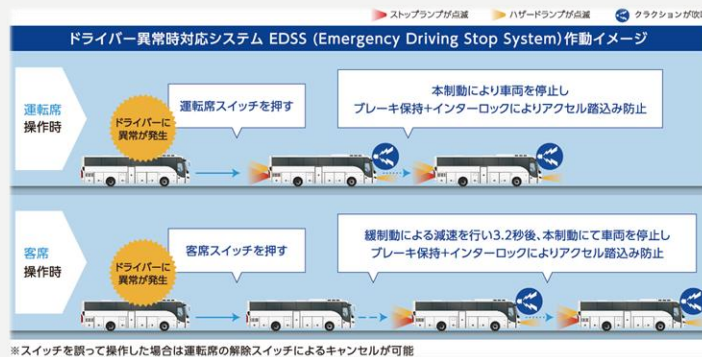 ストップランプが点滅 ハザードランプが点滅 クラクションが吹
ドライバー異常時対応システム EDSS (Emergency Driving Stop System)作動イメージ
運転席
操作時
ドライバーに
異常が発生
運転席スイッチを押す
本制動により車両を停止し
ブレーキ保持+インターロックによりアクセル踏込み防止
客席
操作時
ドライバーに
異常が発生
客席スイッチを押す
緩制動による減速を行い3.2秒後、本制動にて車両を停止し
ブレーキ保持+インターロックによりアクセル踏込み防止
※スイッチを誤って操作した場合は運転席の解除スイッチによるキャンセルが可能